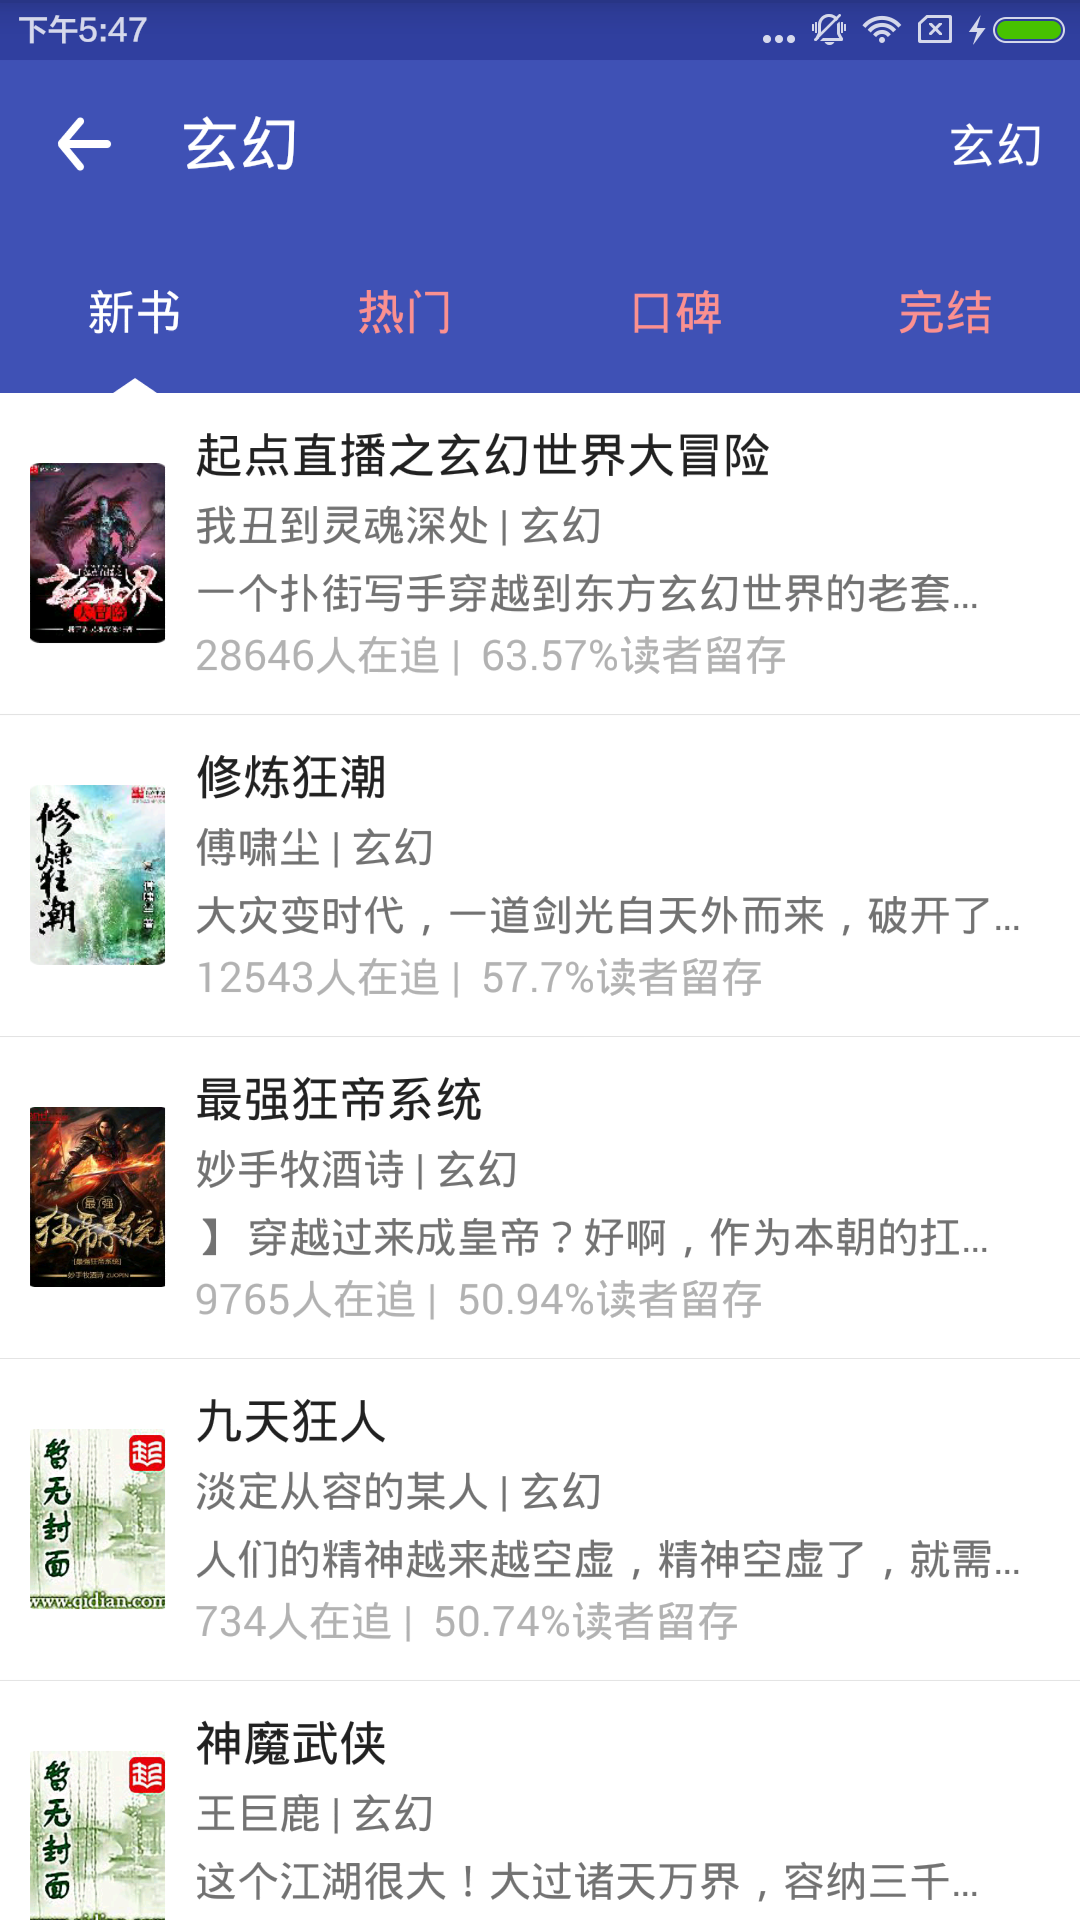 下午5:47
玄幻
玄幻
新书
热门
口碑
完结
起点直播之玄幻世界大冒险
我丑到灵魂深处 | 玄幻
一个扑街写手穿越到东方玄幻世界的老套...
28646人在追 | 63.57%读者留存
修炼狂潮
修炼狂潮
傅啸尘 | 玄幻
大灾变时代，一道剑光自天外而来，破开了...
12543人在追 | 57.7%读者留存
最强狂帝系统
最强
狂帝系统
妙手牧酒诗 | 玄幻
】 穿越过来成皇帝？好啊，作为本朝的扛...
9765人在追 | 50.94%读者留存
九天狂人
暂无封面
www.qidian.com
淡定从容的某人 | 玄幻
人们的精神越来越空虚，精神空虚了，就需...
734人在追 | 50.74%读者留存
神魔武侠
暂无封面
王巨鹿 | 玄幻
这个江湖很大！大过诸天万界，容纳三千...